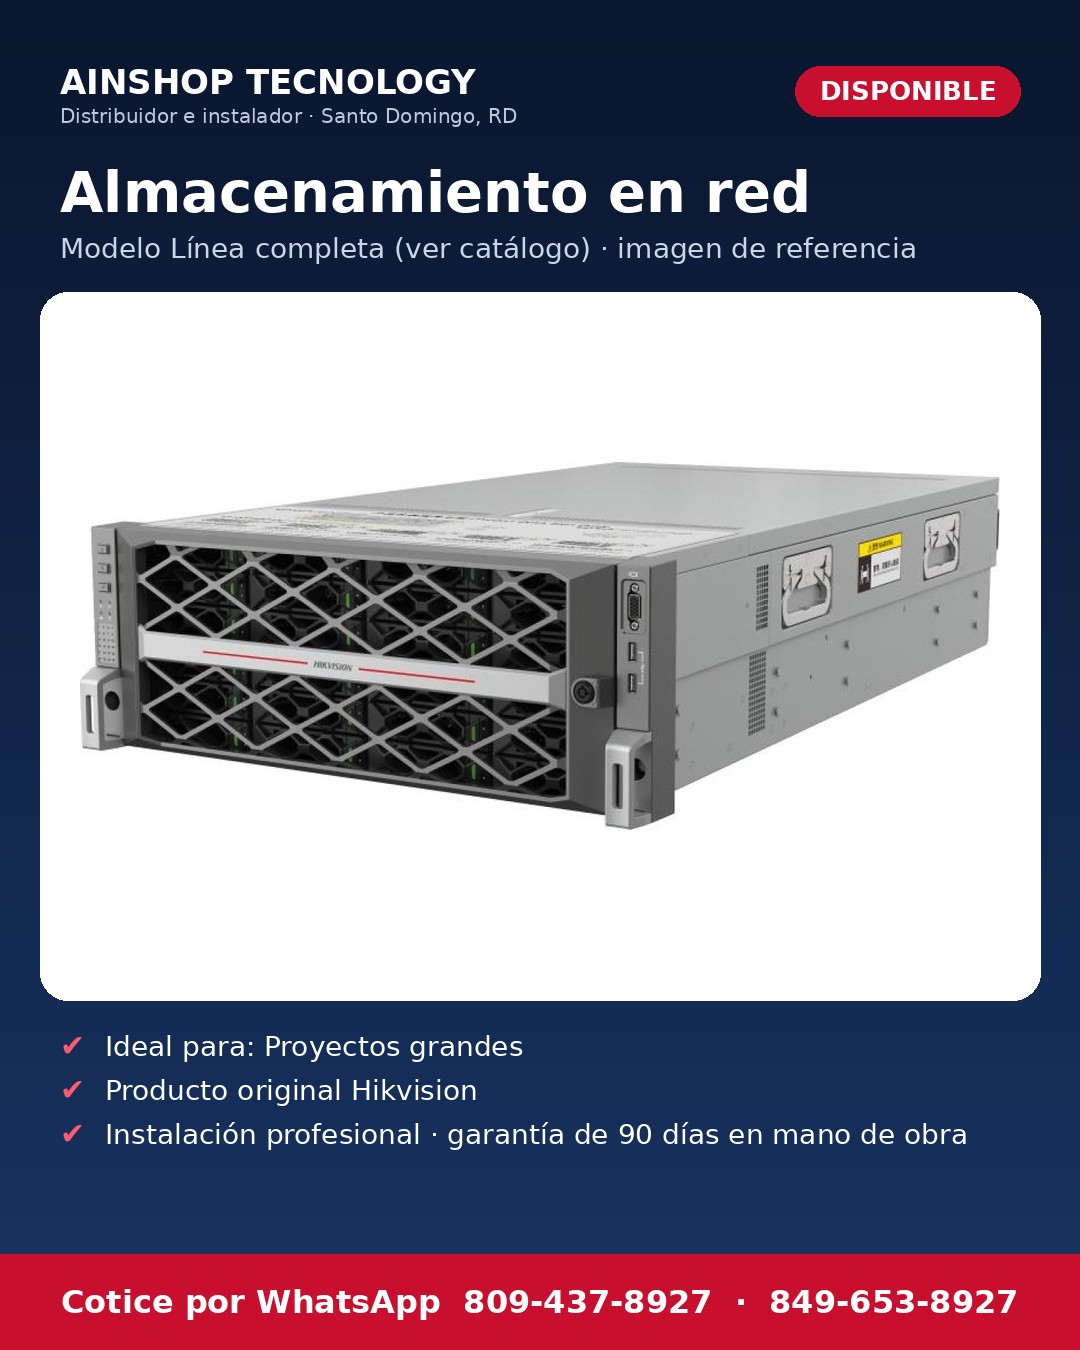 AINSHOP TECNOLOGY
Distribuidor e instalador · Santo Domingo, RD
DISPONIBLE
Almacenamiento en red
Modelo Línea completa (ver catálogo) · imagen de referencia
HIKVISION
✔ Ideal para: Proyectos grandes
✔ Producto original Hikvision
✔ Instalación profesional · garantía de 90 días en mano de obra
Cotice por WhatsApp 809-437-8927 · 849-653-8927